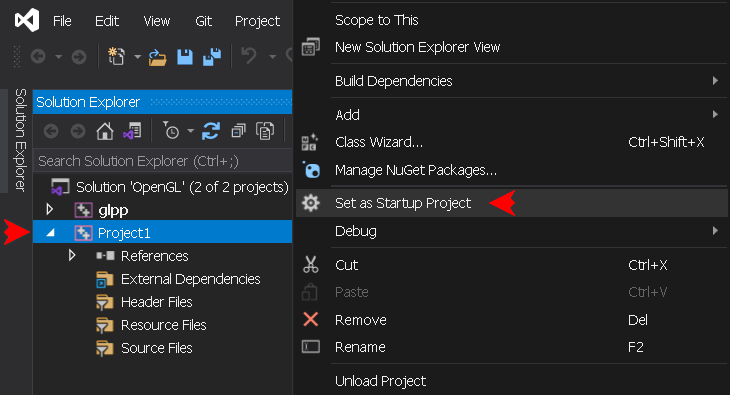 File Edit View Git Project
Solution Explorer
Solution Explorer
Search Solution Explorer (Ctrl+;)
Solution 'OpenGL' (2 of 2 projects)
glpp
Project1
References
External Dependencies
Header Files
Resource Files
Source Files
Scope to This
New Solution Explorer View
Build Dependencies
Add
Class Wizard... Ctrl+Shift+X
Manage NuGet Packages...
Set as Startup Project
Debug
Cut Ctrl+X
Paste Ctrl+V
Remove Del
Rename F2
Unload Project